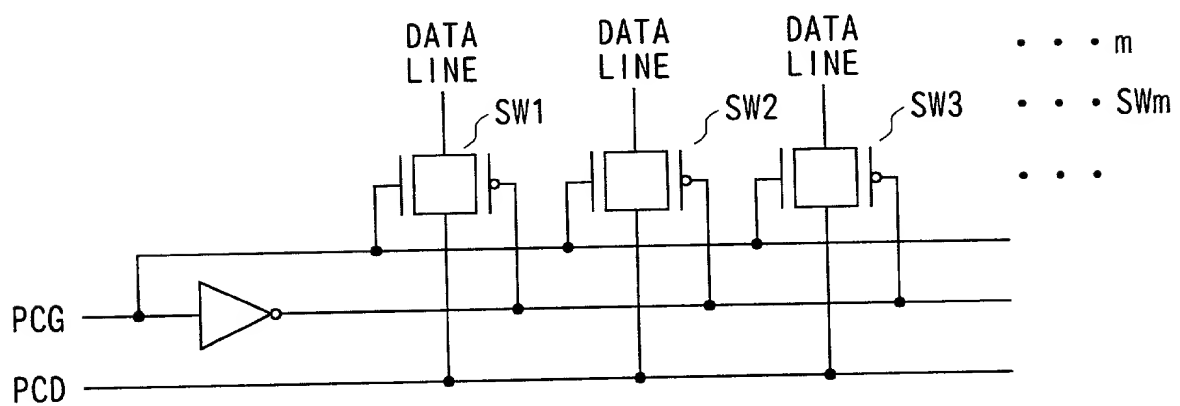 DATA LINE
DATA LINE
DATA LINE
• • • m
SW1
SW2
SW3
• • • SWm
• • •
PCG
PCD